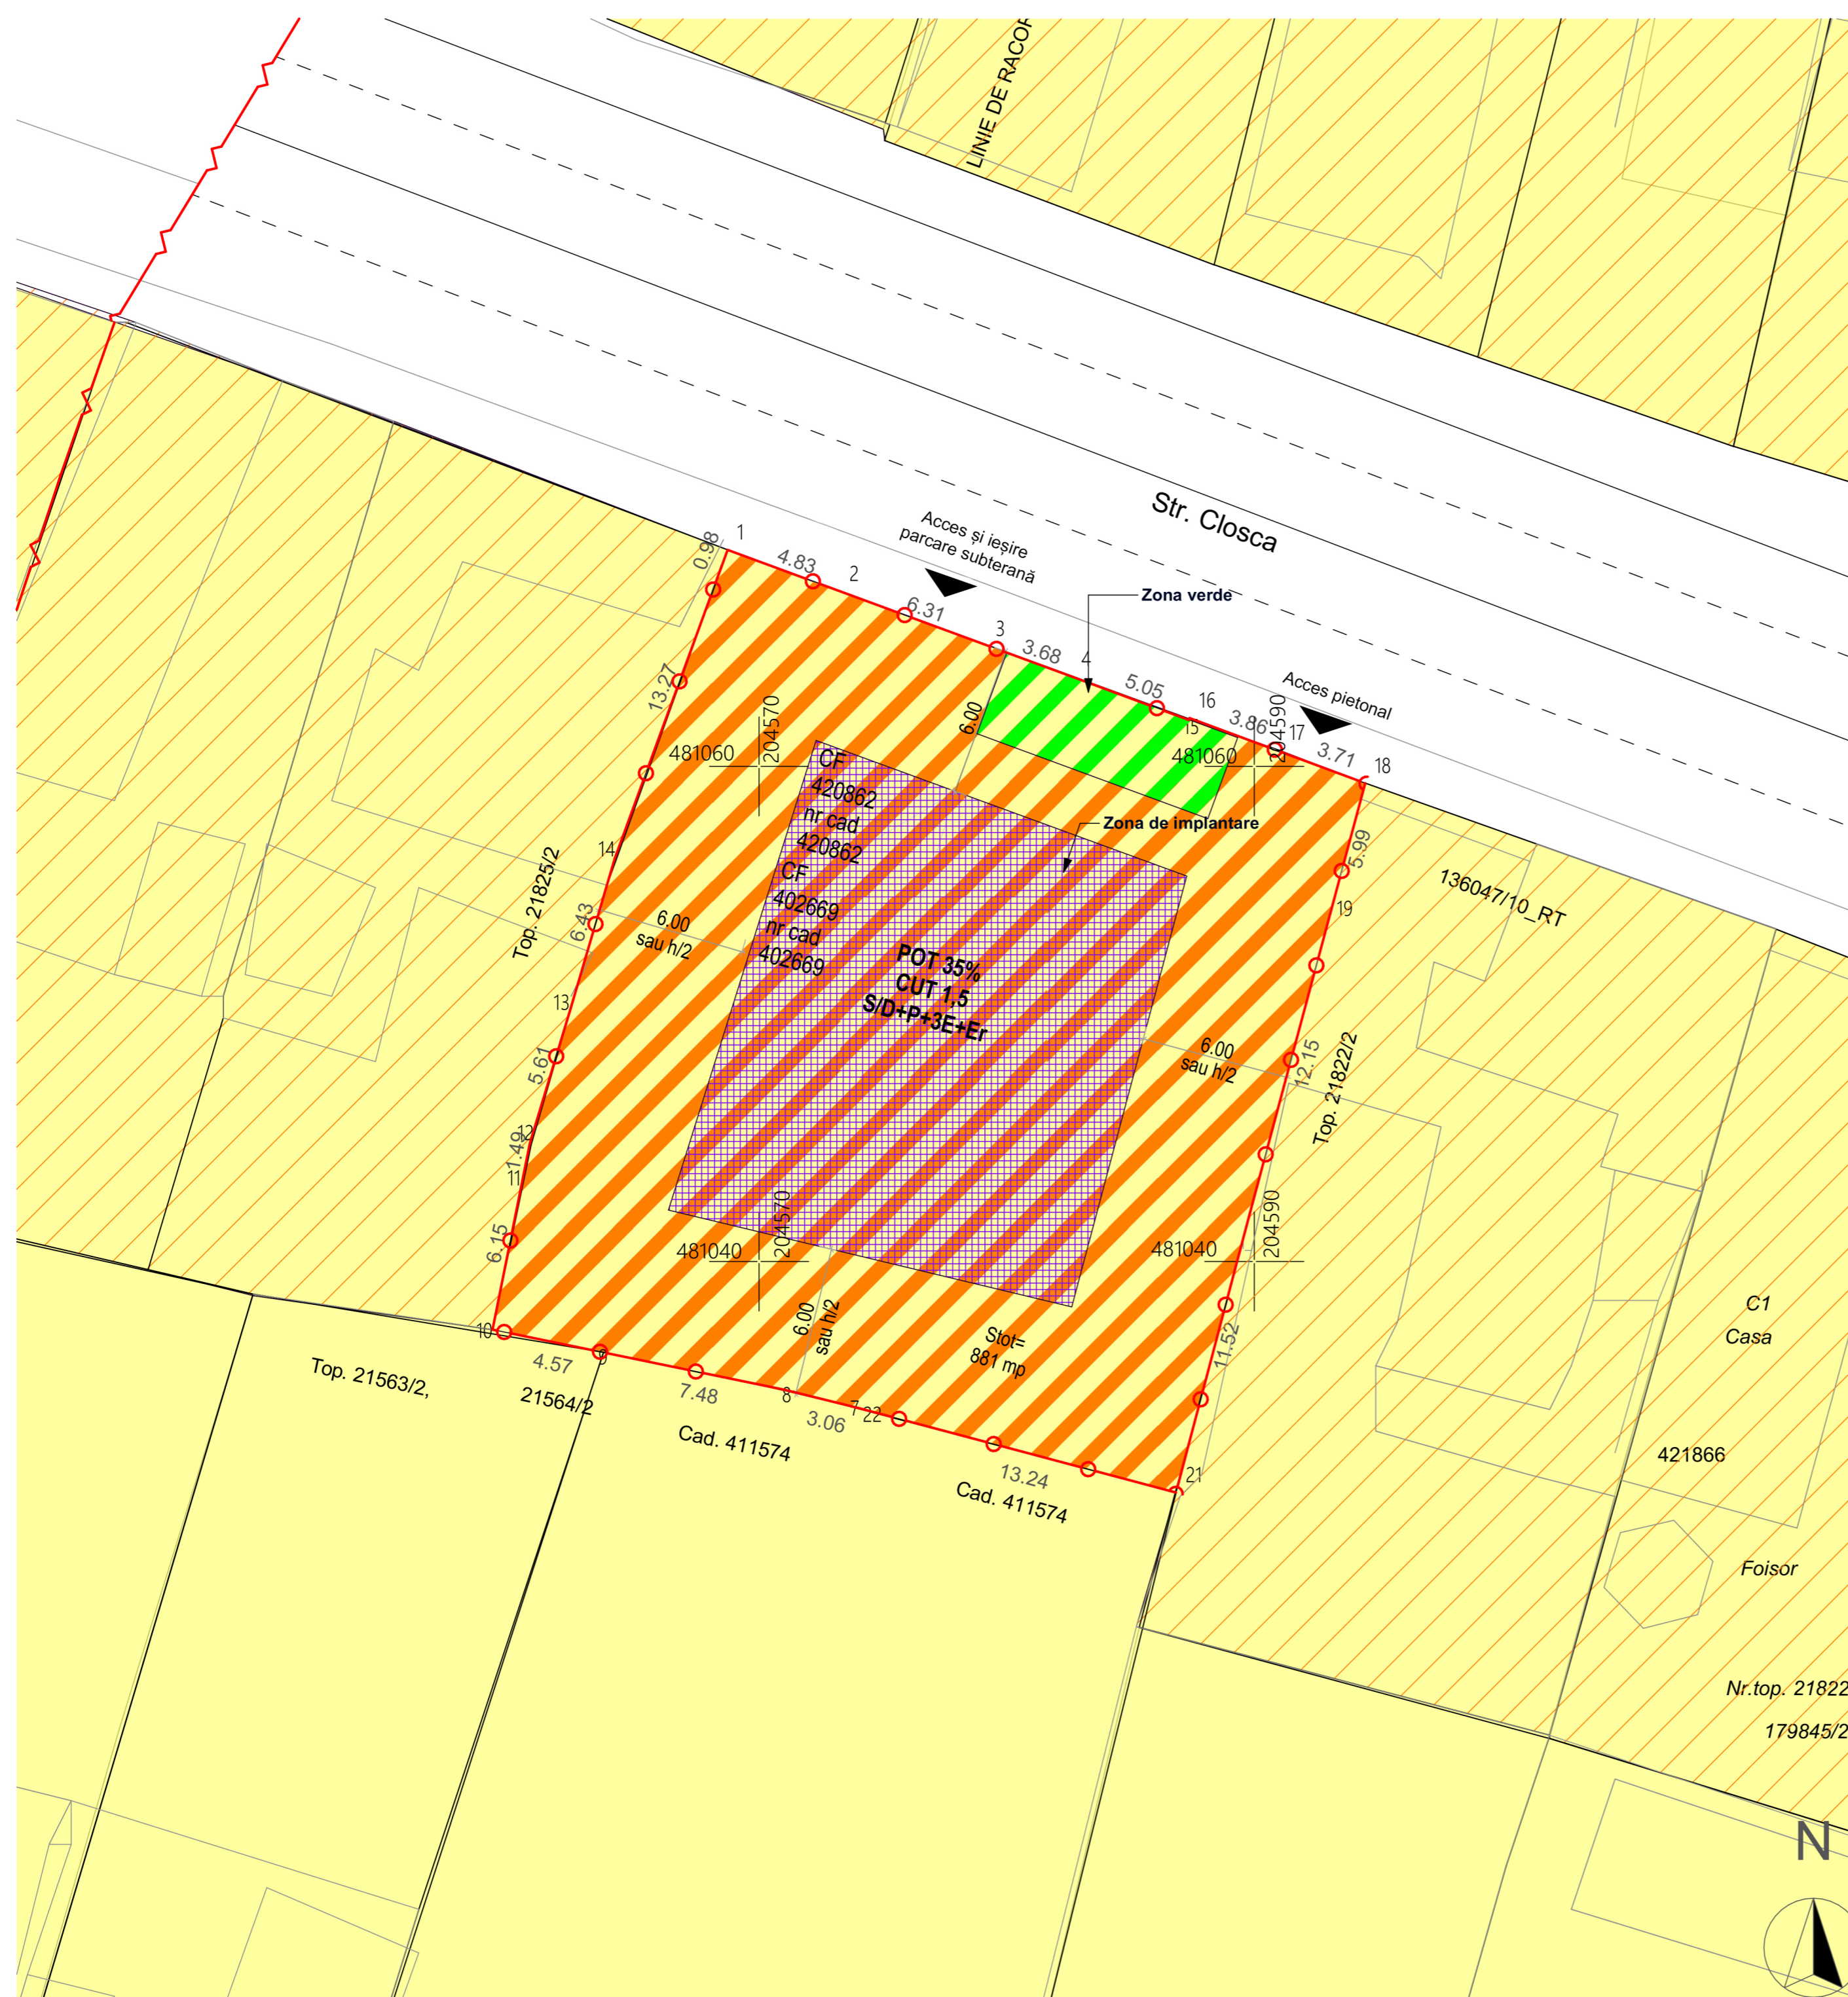 LINIE DE RACOR
Str. Closca
Acces și ieșire
parcare subterană
Zona verde
Acces pietonal
0.98
1
4.83
2
6.31
3
3.68
4
5.05
16
15
3.86
17
3.71
18
6.00
481060
204570
481060
204590
13.27
14
Top. 21825/2
6.43
13
5.61
12
1.49
11
6.15
10
CF
420862
nr cad
420862
CF
402669
nr cad
402669
Zona de implantare
6.00
sau h/2
POT 35%
CUT 1,5
S/D+P+3E+Er
6.00
sau h/2
5.99
19
12.15
Top. 21822/2
136047/10_RT
481040
204570
481040
204590
6.00
sau h/2
Stot=
881 mp
11.52
21
C1
Casa
421866
Foisor
Nr.top. 21822
179845/2
4.57
9
7.48
8
3.06
7
22
13.24
Top. 21563/2,
21564/2
Cad. 411574
Cad. 411574
N